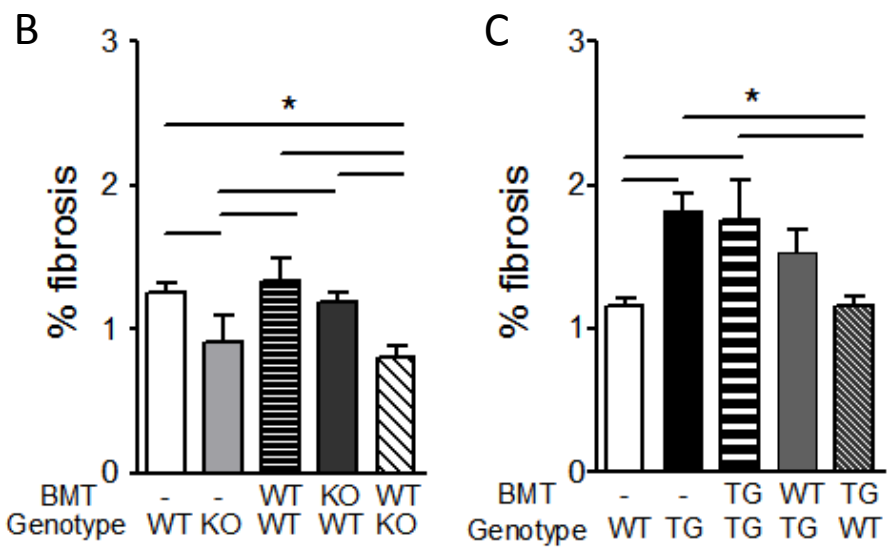 B
3
*
2
% fibrosis
1
0
BMT - - WT KO WT
Genotype WT KO WT WT KO
C
3
*
2
% fibrosis
1
0
BMT - - TG WT TG
Genotype WT TG TG TG WT